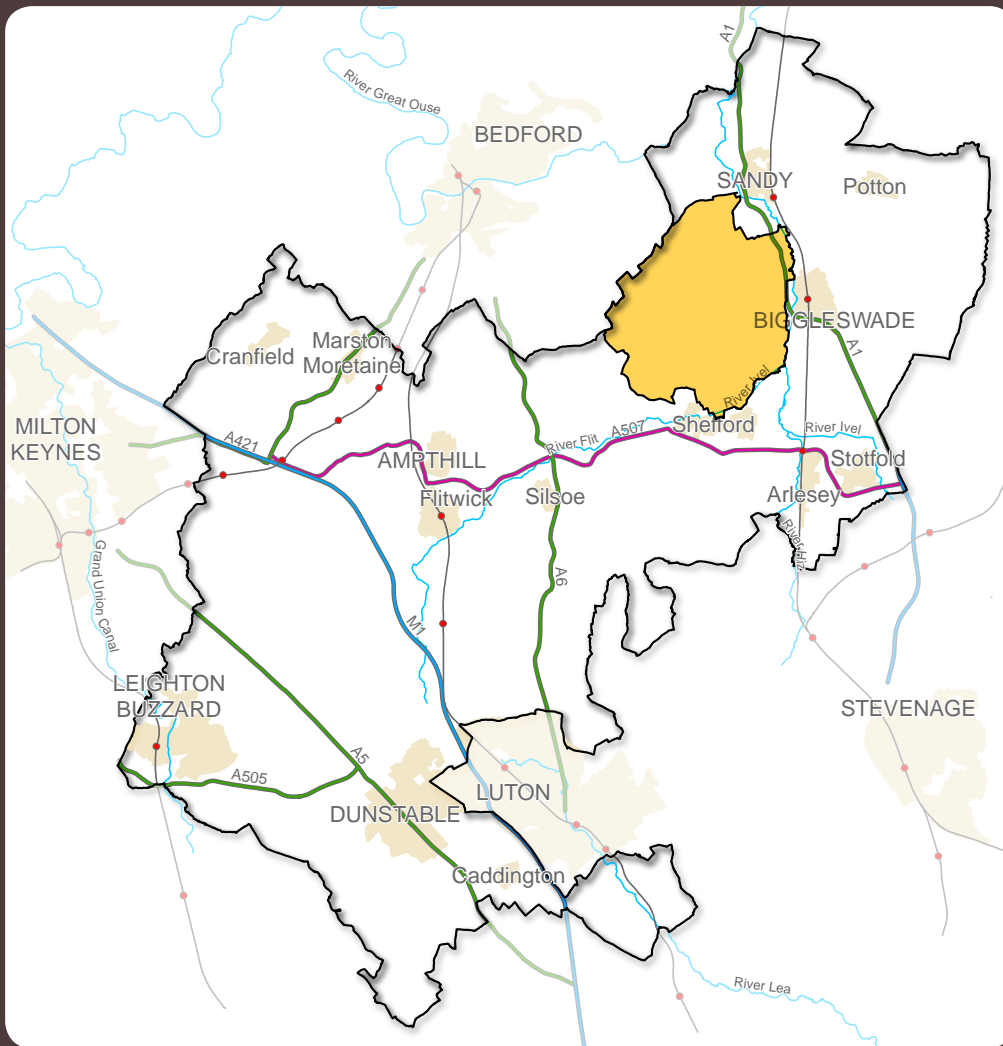 A1
River Great Ouse
BEDFORD
SANDY
Potton
BIGGLESWADE
A1
Cranfield
Marston
Moretaine
MILTON
KEYNES
A421
AMPTHILL
River Flit
A507
River Ivel
Shefford
River Ivel
Stotfold
Flitwick
Silsoe
Arlesey
River Hiz
Grand Union Canal
A6
M1
LEIGHTON
BUZZARD
STEVENAGE
A5
A505
LUTON
DUNSTABLE
Caddington
River Lea